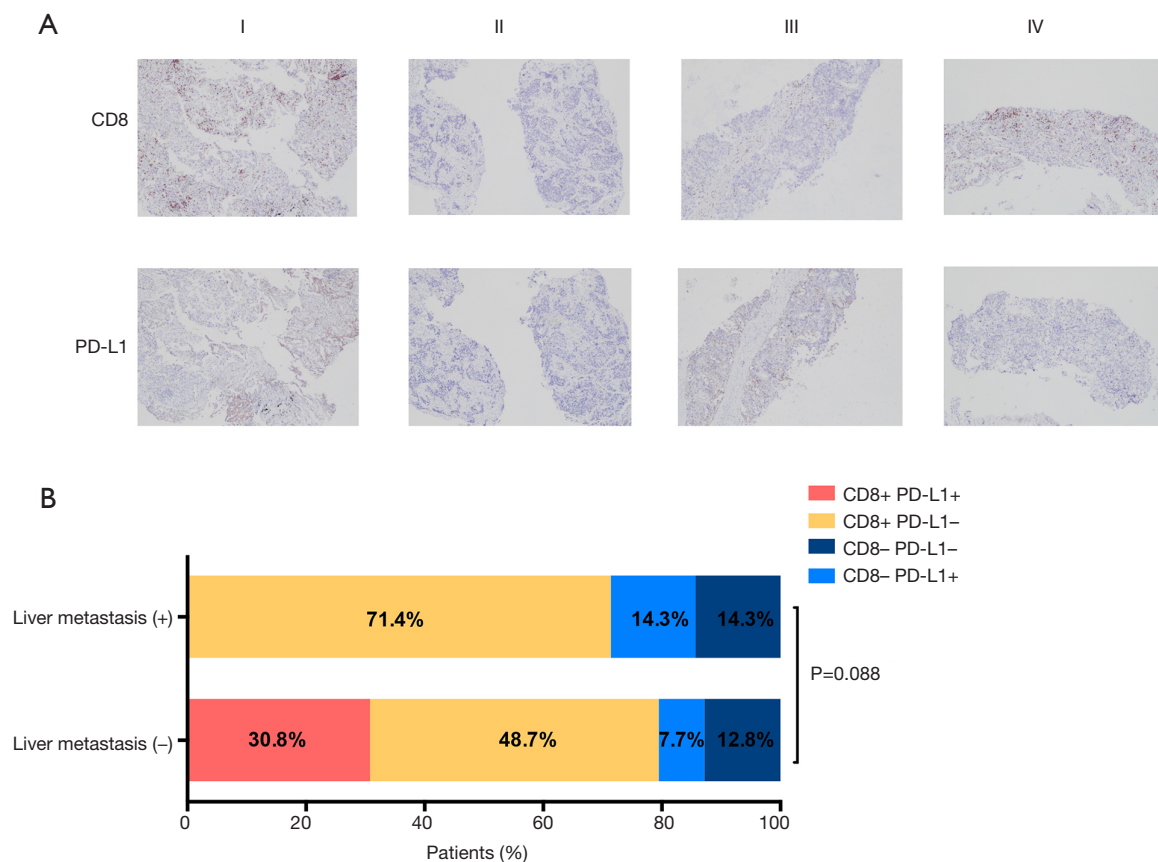 A
I
II
III
IV
CD8
PD-L1
B
CD8+ PD-L1+
CD8+ PD-L1–
CD8– PD-L1–
CD8– PD-L1+
Liver metastasis (+)
71.4%
14.3%
14.3%
P=0.088
Liver metastasis (–)
30.8%
48.7%
7.7%
12.8%
0
20
40
60
80
100
Patients (%)